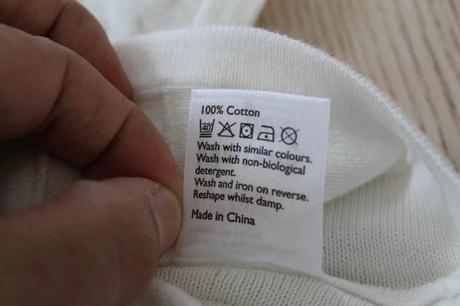 100% Cotton
40
Wash with similar colours.
Wash with non-biological
detergent.
Wash and iron on reverse.
Reshape whilst damp.
Made in China